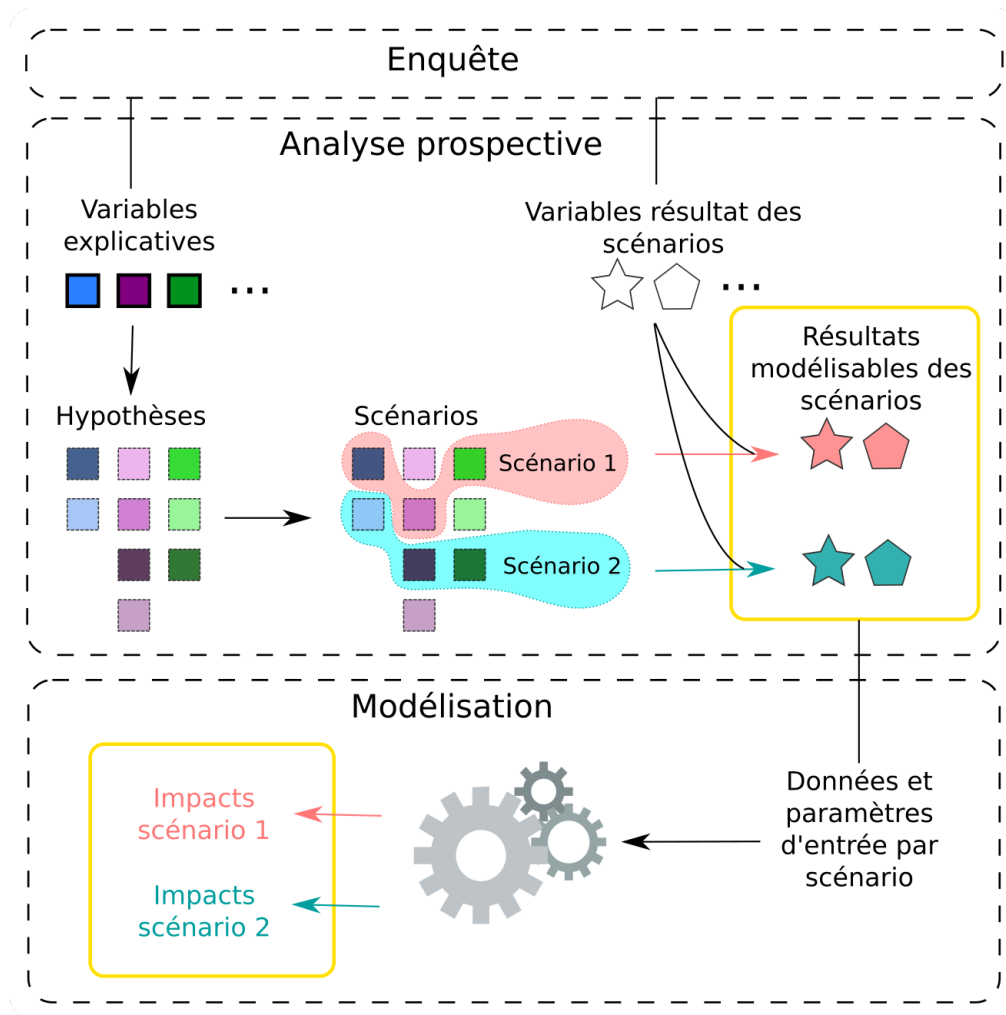 Enquête
Analyse prospective
Variables
explicatives
...
Variables résultat des
scénarios
...
Résultats
modélisables des
scénarios
Hypothèses
Scénarios
Scénario 1
Scénario 2
Modélisation
Impacts
scénario 1
Impacts
scénario 2
Données et
paramètres
d'entrée par
scénario